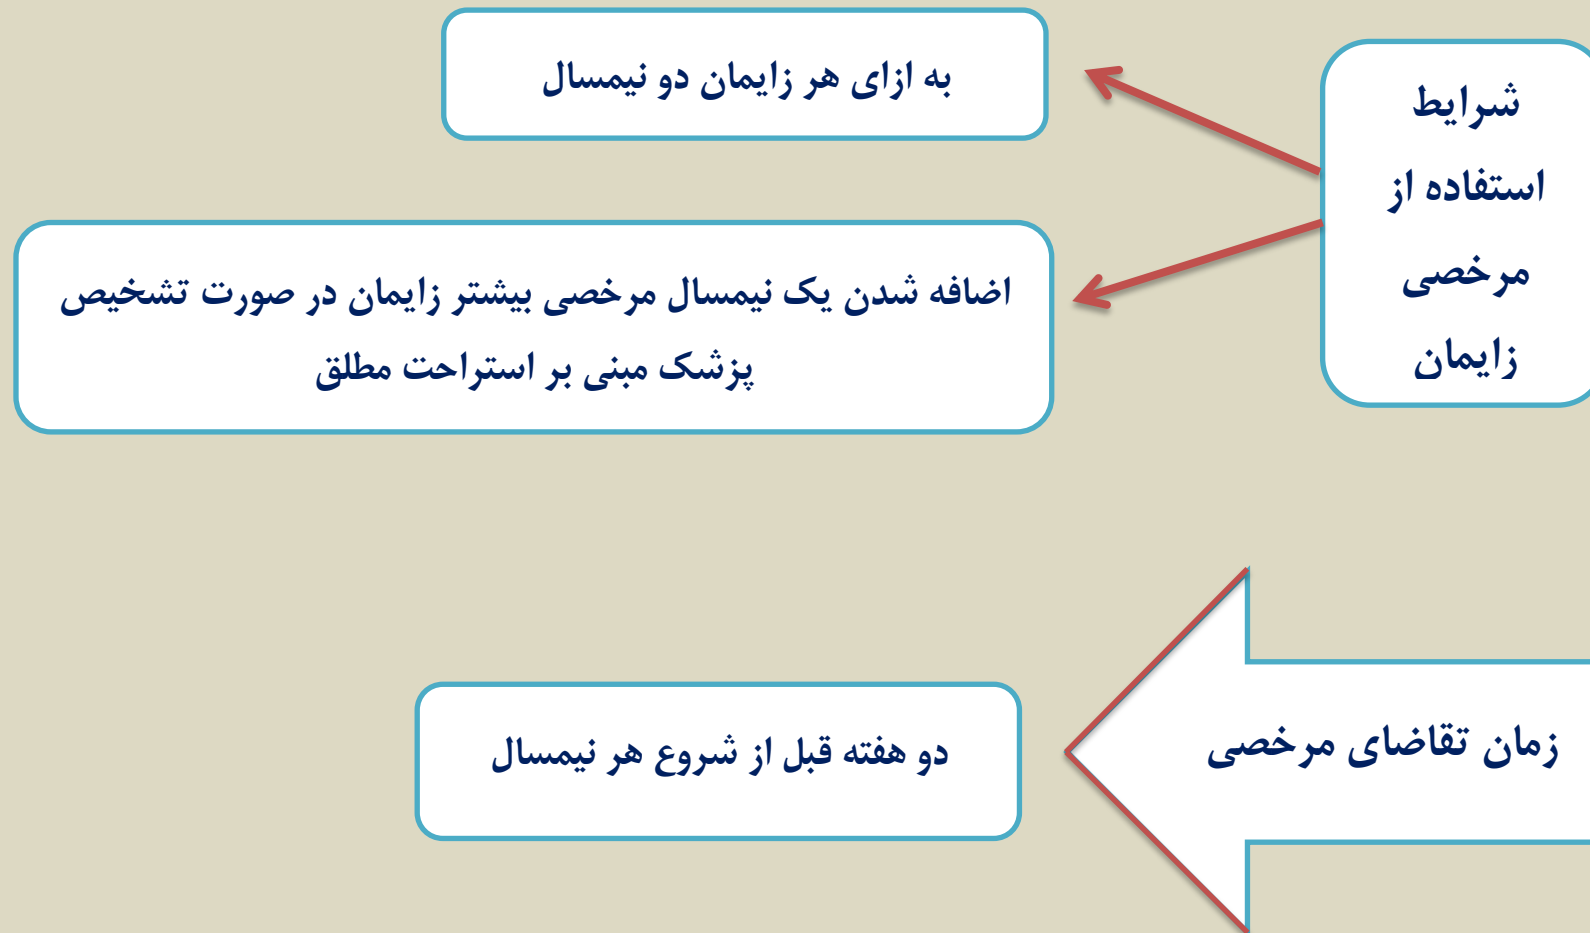 شرایط
استفاده از
مرخصی
زایمان
به ازای هر زایمان دو نیمسال
اضافه شدن یک نیمسال مرخصی بیشتر زایمان در صورت تشخیص
پزشک مبنی بر استراحت مطلق
زمان تقاضای مرخصی
دو هفته قبل از شروع هر نیمسال